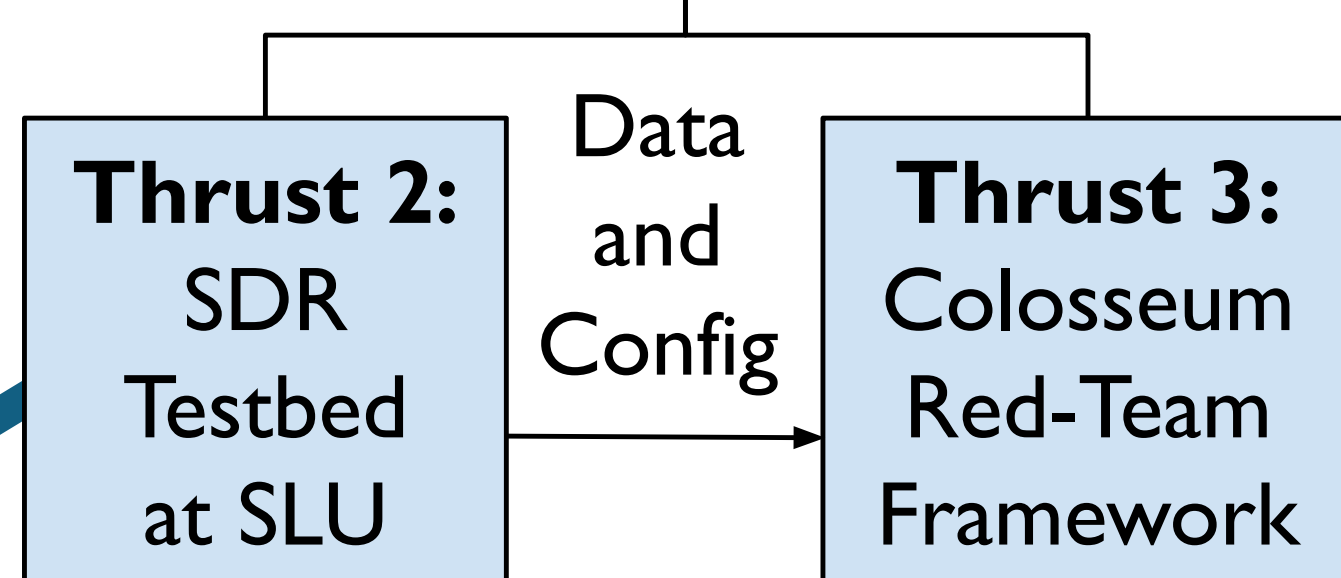 Thrust 2:
SDR
Testbed
at SLU
Data
and
Config
Thrust 3:
Colosseum
Red-Team
Framework